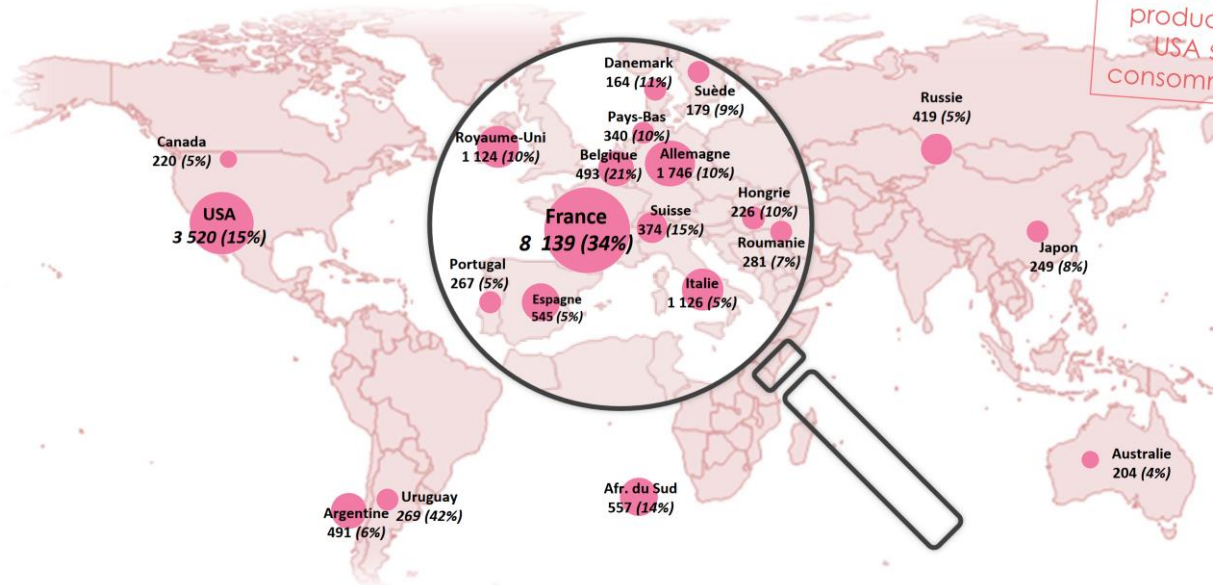 produc
USA s
consomm
Danemark
164 (11%)
Suède
179 (9%)
Russie
419 (5%)
Pays-Bas
340 (10%)
Royaume-Uni
1 124 (10%)
Canada
220 (5%)
Belgique
493 (21%)
Allemagne
1 746 (10%)
Hongrie
226 (10%)
USA
3 520 (15%)
France
8 139 (34%)
Suisse
374 (15%)
Roumanie
281 (7%)
Japon
249 (8%)
Portugal
267 (5%)
Espagne
545 (5%)
Italie
1 126 (5%)
Australie
204 (4%)
Afr. du Sud
557 (14%)
Uruguay
269 (42%)
Argentine
491 (6%)